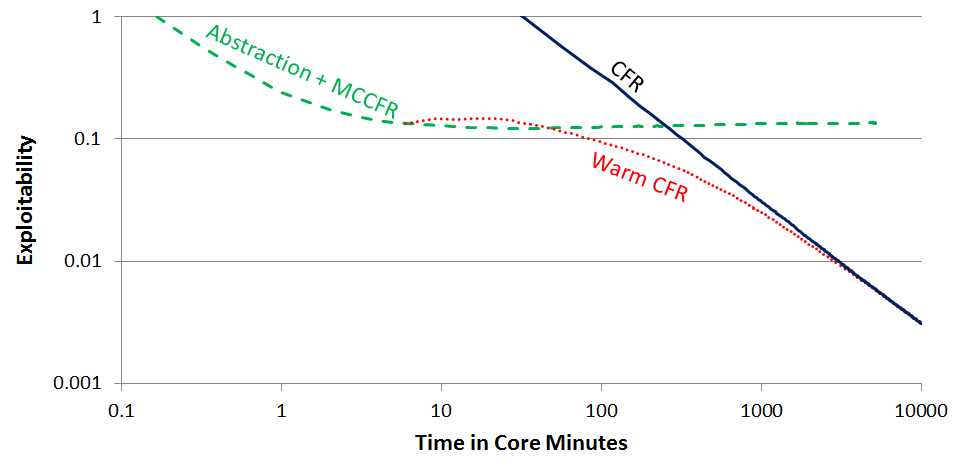 1
Abstraction + MCCFR
CFR
0.1
Warm CFR
Exploitability
0.01
0.001
0.1 1 10 100 1000 10000
Time in Core Minutes